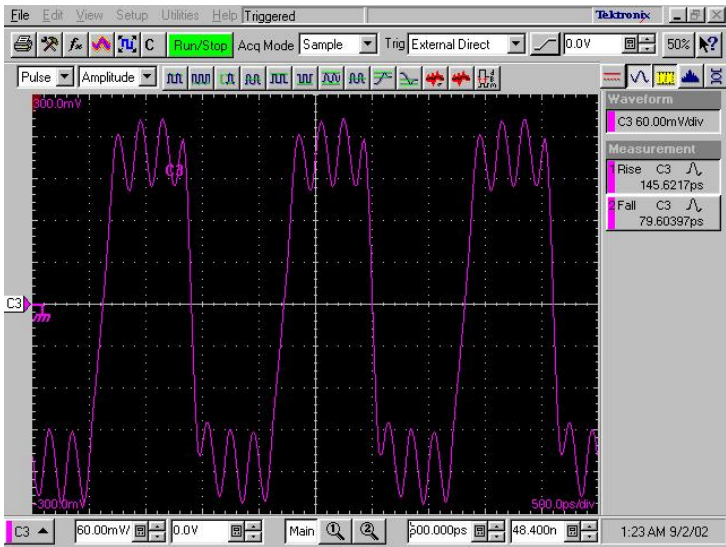 File Edit View Setup Utilities Help Triggered Tektronix
C Run/Stop Acq Mode Sample Trig External Direct 0.0V 50%
Pulse Amplitude
300.0mV
C3
C3
-300.0mV
500.0ps/div
Waveform
C3 60.00mV/div
Measurement
1 Rise C3
145.6217ps
2 Fall C3
79.60397ps
C3 60.00mV/ 0.0V Main 1 2 500.000ps 48.400n 1:23 AM 9/2/02